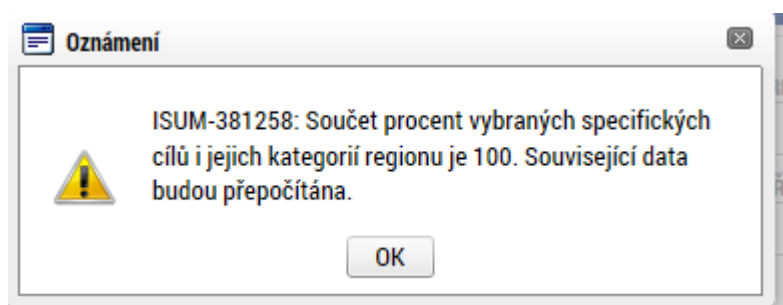 Oznámení
ISUM-381258: Součet procent vybraných specifických
cílů i jejich kategorií regionu je 100. Související data
budou přepočítána.
OK